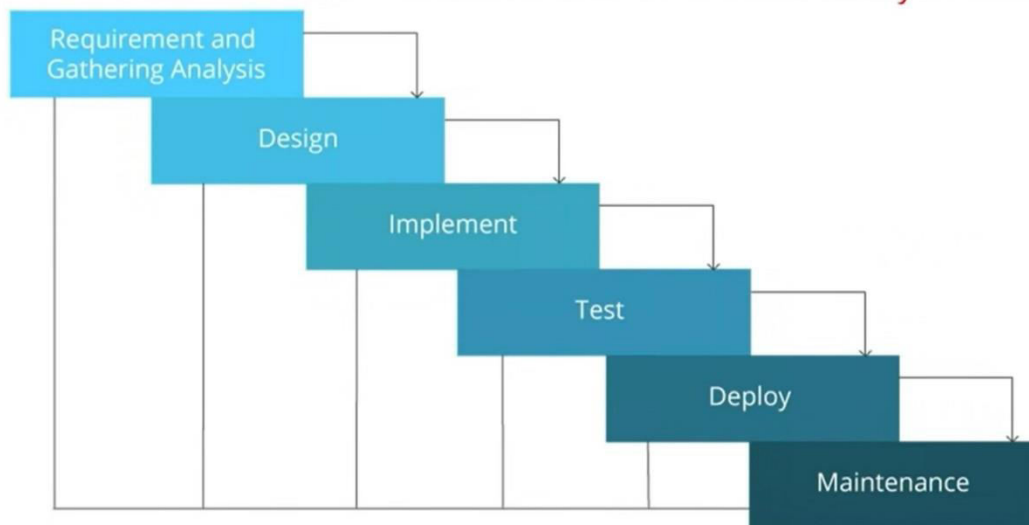 Requirement and
Gathering Analysis
Design
Implement
Test
Deploy
Maintenance